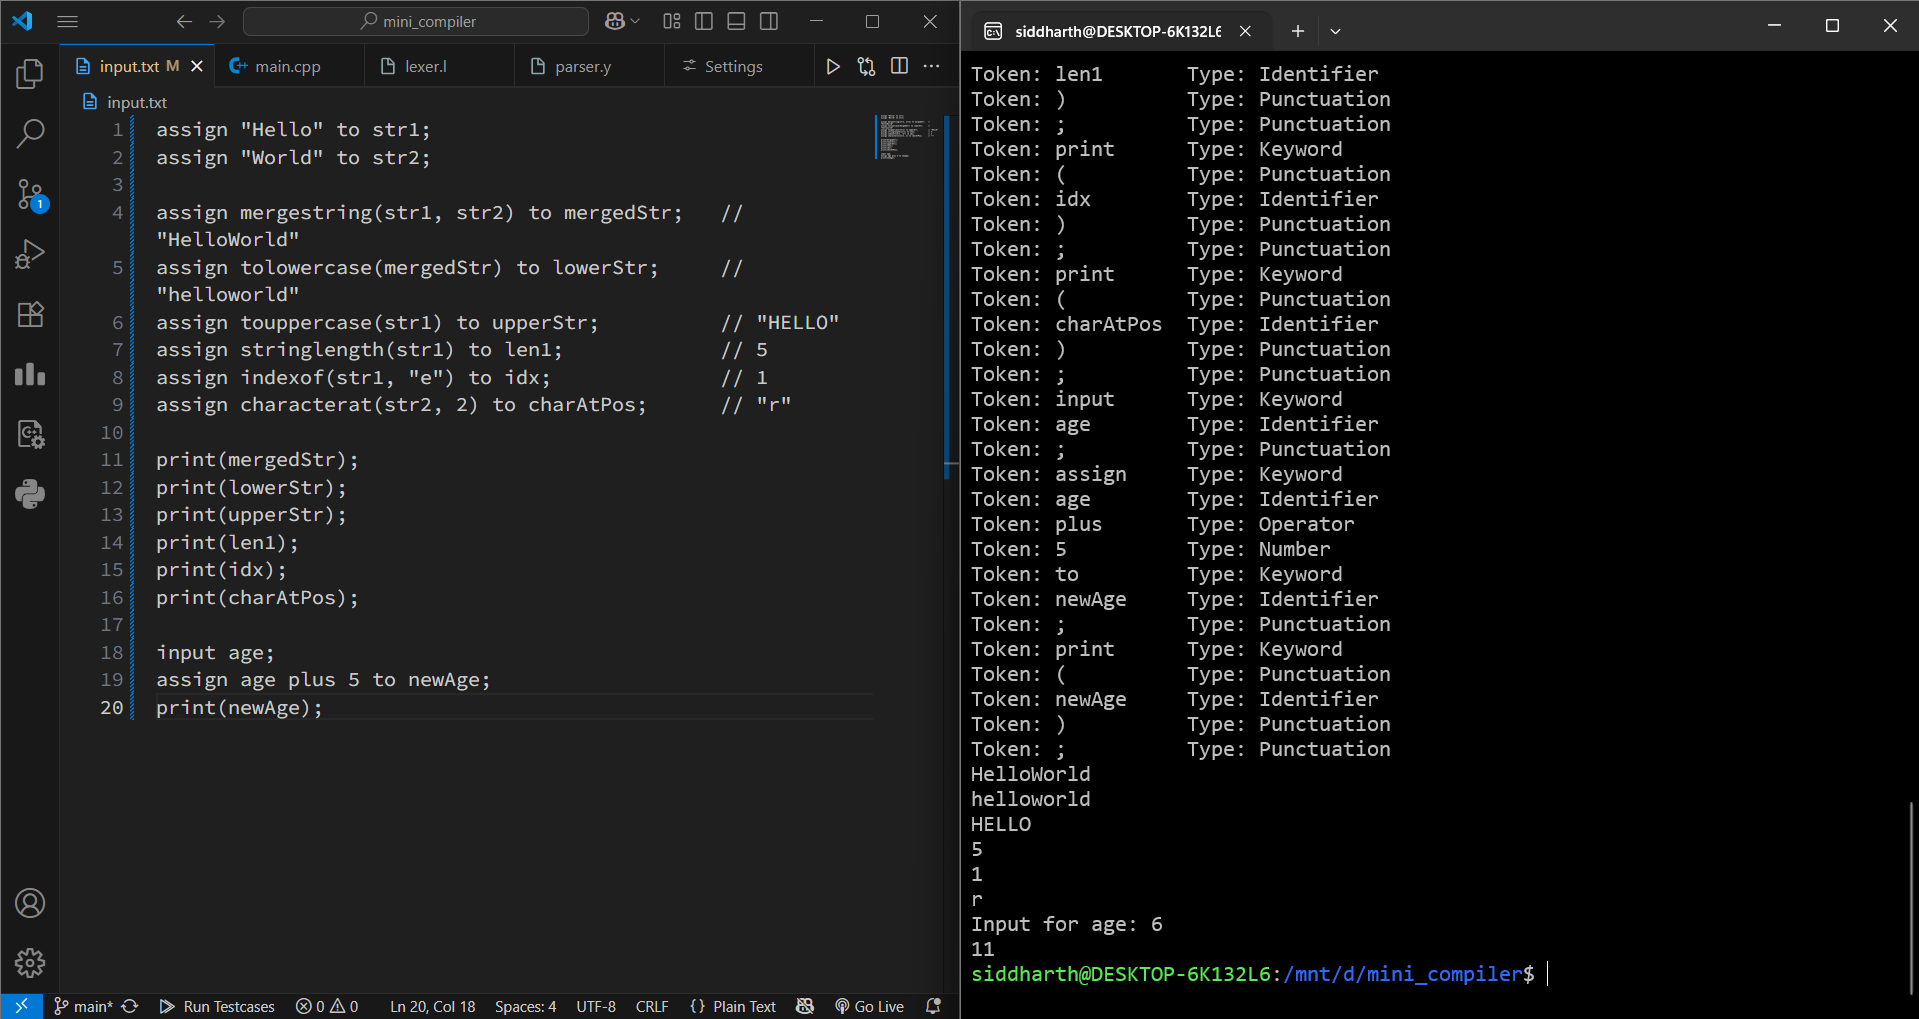 mini_compiler
input.txt M
main.cpp
lexer.l
parser.y
Settings
input.txt
1 assign "Hello" to str1;
2 assign "World" to str2;
3
4 assign mergestring(str1, str2) to mergedStr; //
"HelloWorld"
5 assign tolowercase(mergedStr) to lowerStr; //
"helloworld"
6 assign touppercase(str1) to upperStr; // "HELLO"
7 assign stringlength(str1) to len1; // 5
8 assign indexof(str1, "e") to idx; // 1
9 assign characterat(str2, 2) to charAtPos; // "r"
10
11 print(mergedStr);
12 print(lowerStr);
13 print(upperStr);
14 print(len1);
15 print(idx);
16 print(charAtPos);
17
18 input age;
19 assign age plus 5 to newAge;
20 print(newAge);
1
main* Run Testcases 0 0 Ln 20, Col 18 Spaces: 4 UTF-8 CRLF {} Plain Text Go Live
siddharth@DESKTOP-6K132L6
Token: len1 Type: Identifier
Token: ) Type: Punctuation
Token: ; Type: Punctuation
Token: print Type: Keyword
Token: ( Type: Punctuation
Token: idx Type: Identifier
Token: ) Type: Punctuation
Token: ; Type: Punctuation
Token: print Type: Keyword
Token: ( Type: Punctuation
Token: charAtPos Type: Identifier
Token: ) Type: Punctuation
Token: ; Type: Punctuation
Token: input Type: Keyword
Token: age Type: Identifier
Token: ; Type: Punctuation
Token: assign Type: Keyword
Token: age Type: Identifier
Token: plus Type: Operator
Token: 5 Type: Number
Token: to Type: Keyword
Token: newAge Type: Identifier
Token: ; Type: Punctuation
Token: print Type: Keyword
Token: ( Type: Punctuation
Token: newAge Type: Identifier
Token: ) Type: Punctuation
Token: ; Type: Punctuation
HelloWorld
helloworld
HELLO
5
1
r
Input for age: 6
11
siddharth@DESKTOP-6K132L6:/mnt/d/mini_compiler$